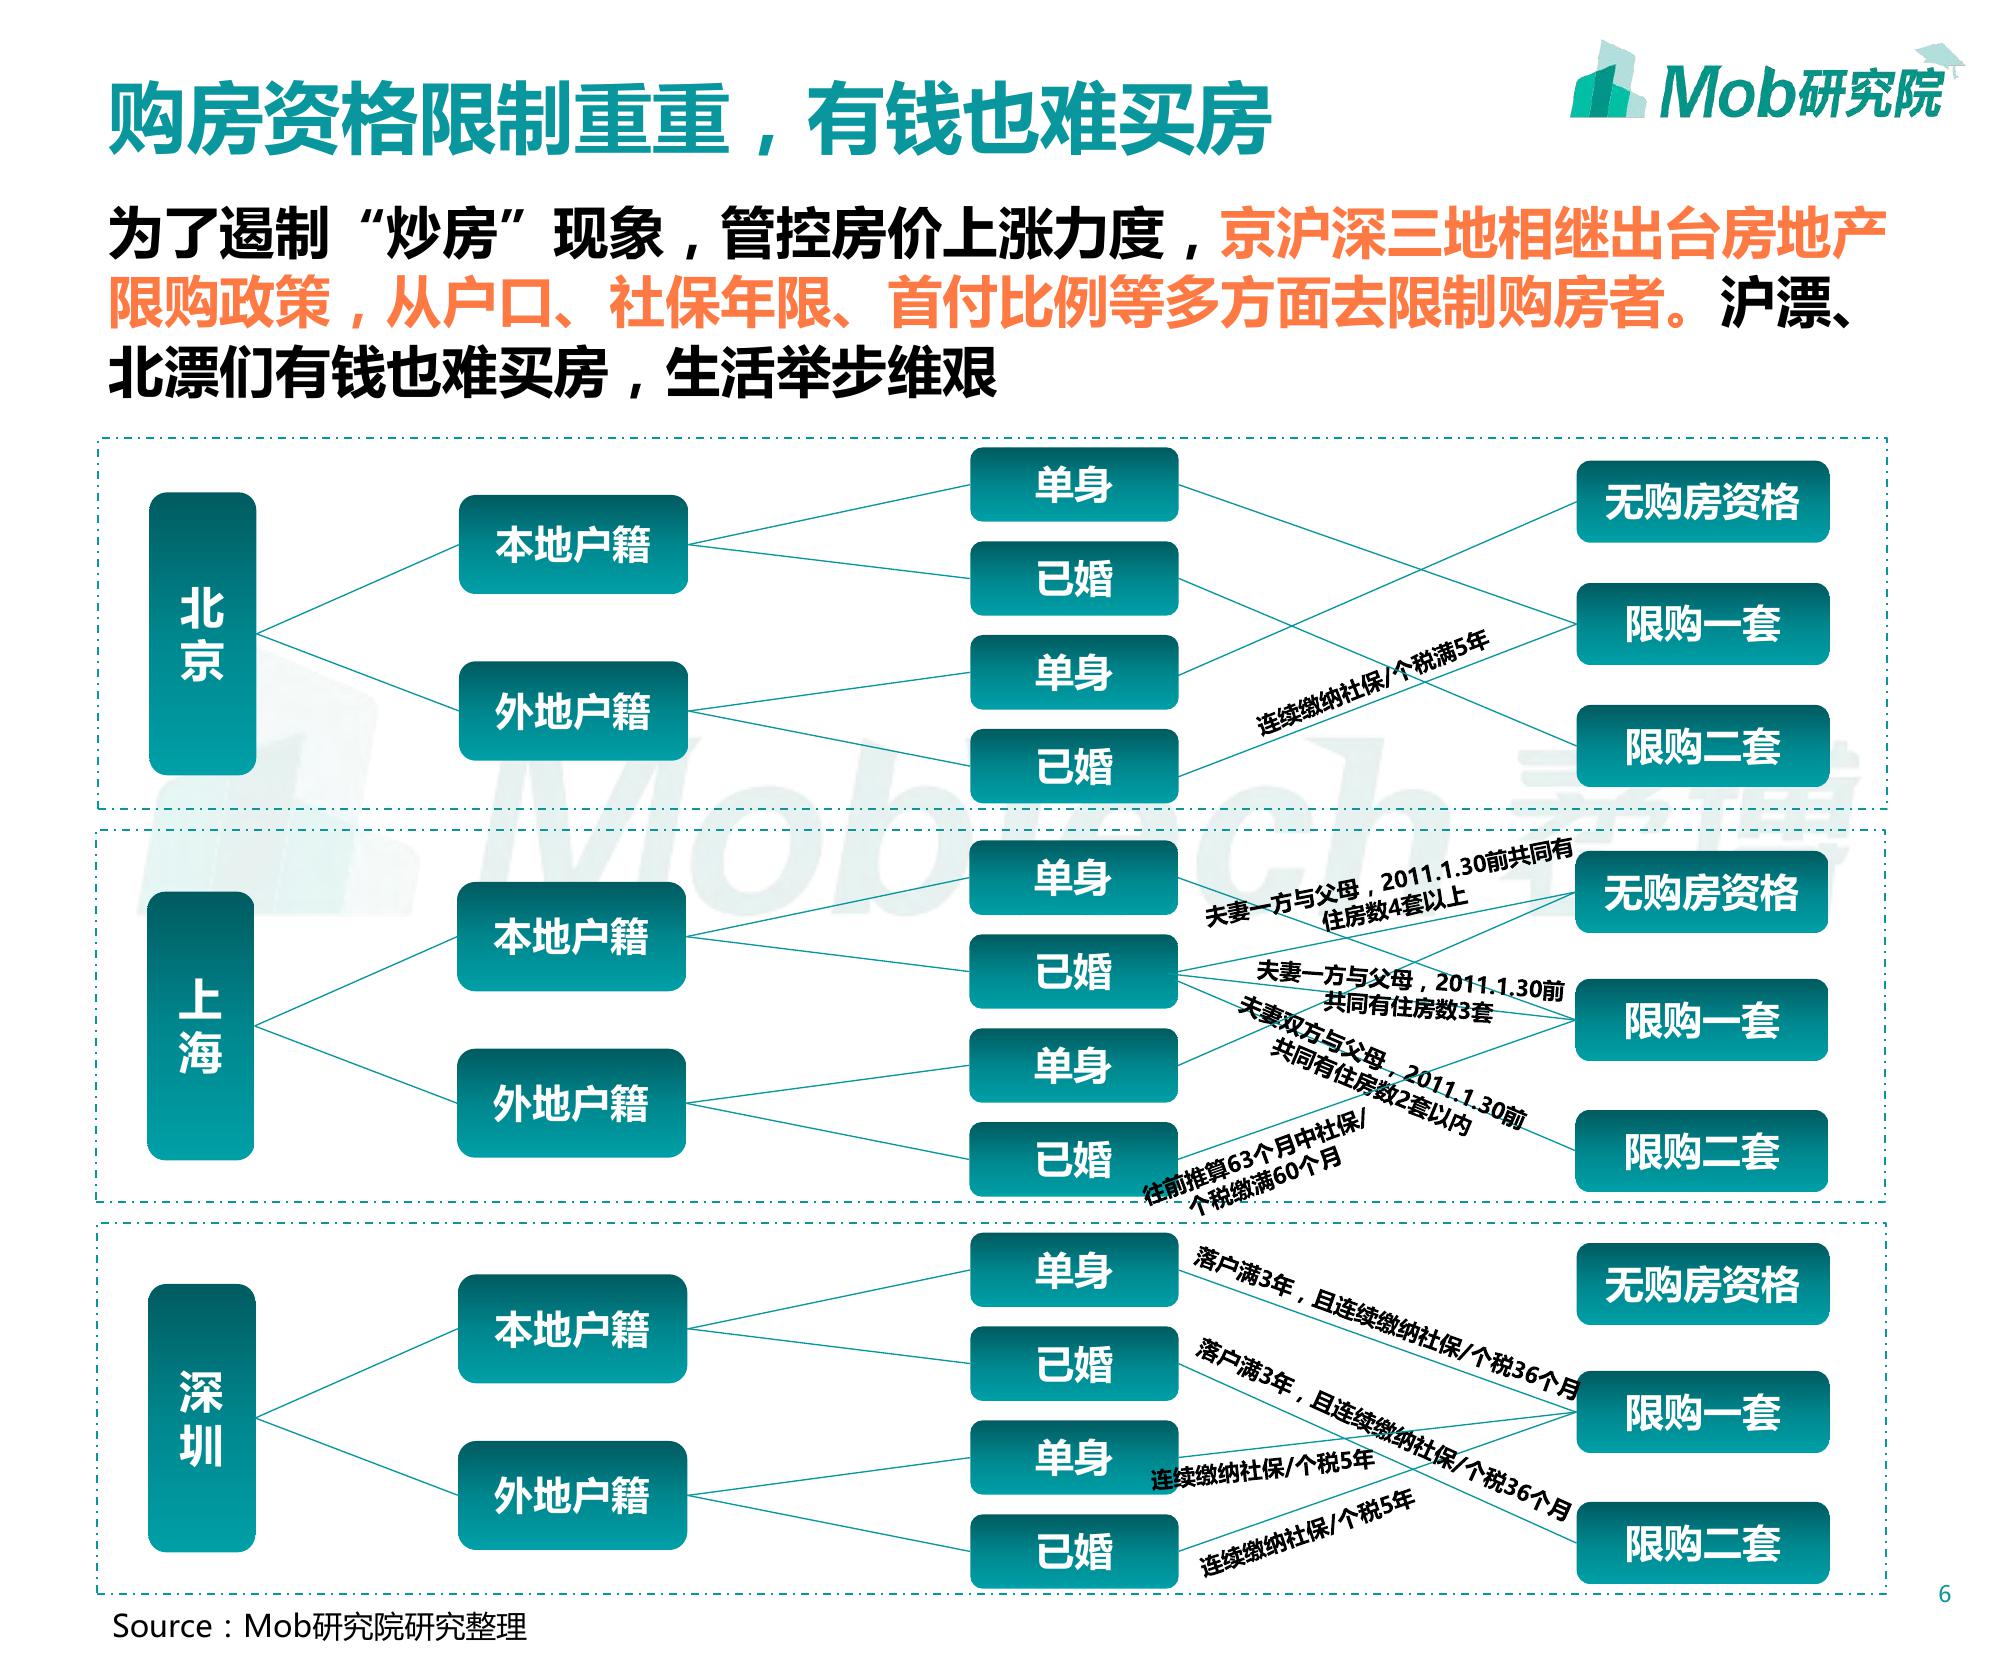 购房资格限制重重，有钱也难买房
Mob研究院
为了遏制“炒房”现象，管控房价上涨力度，京沪深三地相继出台房地产
限购政策，从户口、社保年限、首付比例等多方面去限制购房者。沪漂、
北漂们有钱也难买房，生活举步维艰
北
京
本地户籍
外地户籍
单身
已婚
单身
已婚
连续缴纳社保/个税满5年
无购房资格
限购一套
限购二套
MobTech 袤博
上
海
本地户籍
外地户籍
单身
已婚
单身
已婚
夫妻一方与父母，2011.1.30前共同有
住房数4套以上
夫妻一方与父母，2011.1.30前
共同有住房数3套
夫妻双方与父母，2011.1.30前
共同有住房数2套以内
往前推算63个月中社保/
个税缴满60个月
无购房资格
限购一套
限购二套
深
圳
本地户籍
外地户籍
单身
已婚
单身
已婚
落户满3年，且连续缴纳社保/个税36个月
落户满3年，且连续缴纳社保/个税36个月
连续缴纳社保/个税5年
连续缴纳社保/个税5年
无购房资格
限购一套
限购二套
Source：Mob研究院研究整理
6